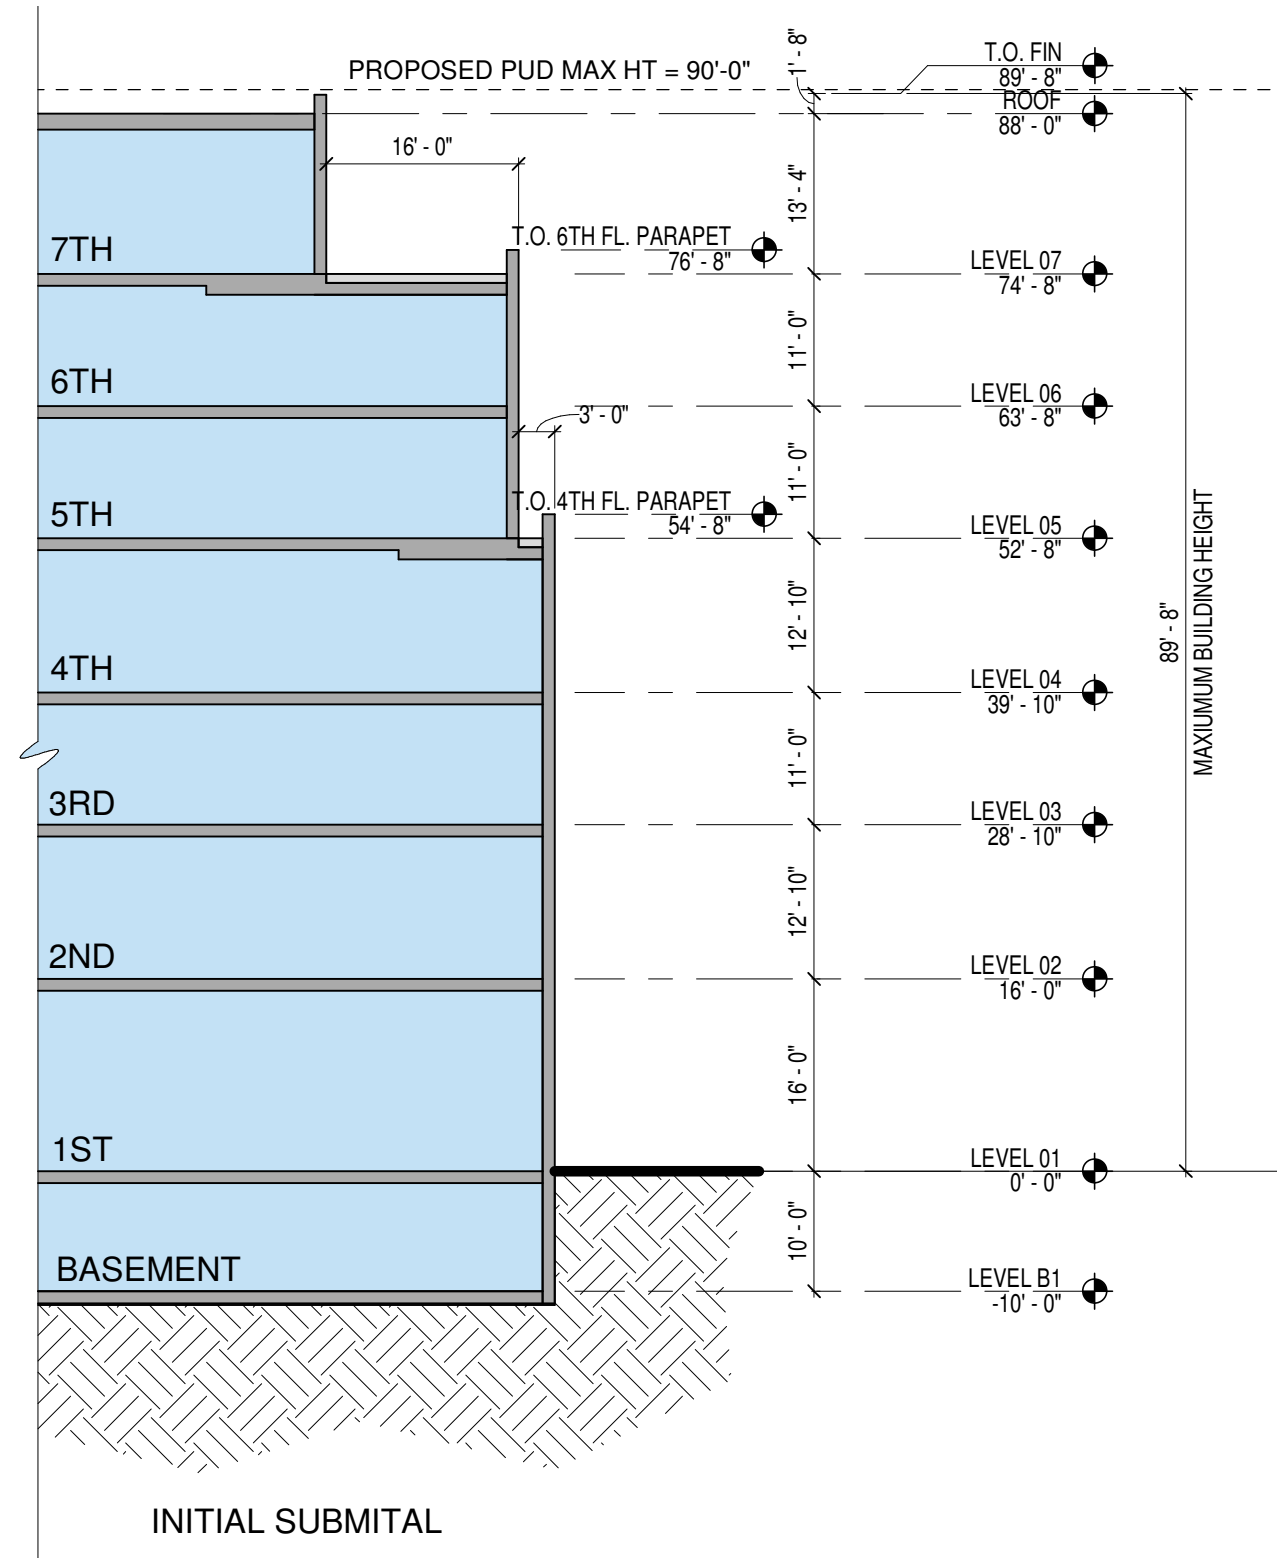 PROPOSED PUD MAX HT = 90'-0"
1' - 8"
T.O. FIN
89' - 8"
ROOF
88' - 0"
16' - 0"
13' - 4"
7TH
T.O. 6TH FL. PARAPET
76' - 8"
LEVEL 07
74' - 8"
11' - 0"
6TH
LEVEL 06
63' - 8"
3' - 0"
11' - 0"
5TH
T.O. 4TH FL. PARAPET
54' - 8"
LEVEL 05
52' - 8"
12' - 10"
4TH
LEVEL 04
39' - 10"
89' - 8"
MAXIUMUM BUILDING HEIGHT
11' - 0"
3RD
LEVEL 03
28' - 10"
12' - 10"
2ND
LEVEL 02
16' - 0"
16' - 0"
1ST
LEVEL 01
0' - 0"
10' - 0"
BASEMENT
LEVEL B1
-10' - 0"
INITIAL SUBMITAL